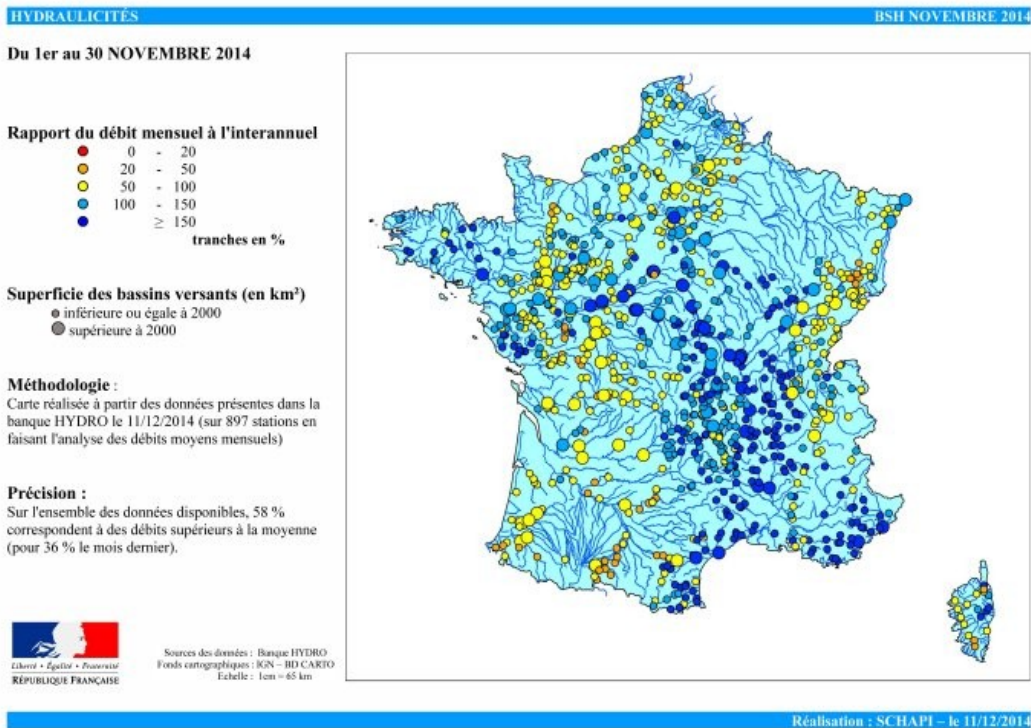 HYDRAULICITÉS
BSH NOVEMBRE 2014
Du 1er au 30 NOVEMBRE 2014
Rapport du débit mensuel à l'interannuel
0 - 20
20 - 50
50 - 100
100 - 150
≥ 150
tranches en %
Superficie des bassins versants (en km²)
inférieure ou égale à 2000
supérieure à 2000
Méthodologie :
Carte réalisée à partir des données présentes dans la
banque HYDRO le 11/12/2014 (sur 897 stations en
faisant l'analyse des débits moyens mensuels)
Précision :
Sur l'ensemble des données disponibles, 58 %
correspondent à des débits supérieurs à la moyenne
(pour 36 % le mois dernier).
Liberté • Égalité • Fraternité
RÉPUBLIQUE FRANÇAISE
Sources des données : Banque HYDRO
Fonds cartographiques : IGN – BD CARTO
Echelle : 1cm = 65 km
Réalisation : SCHAPI – le 11/12/2014